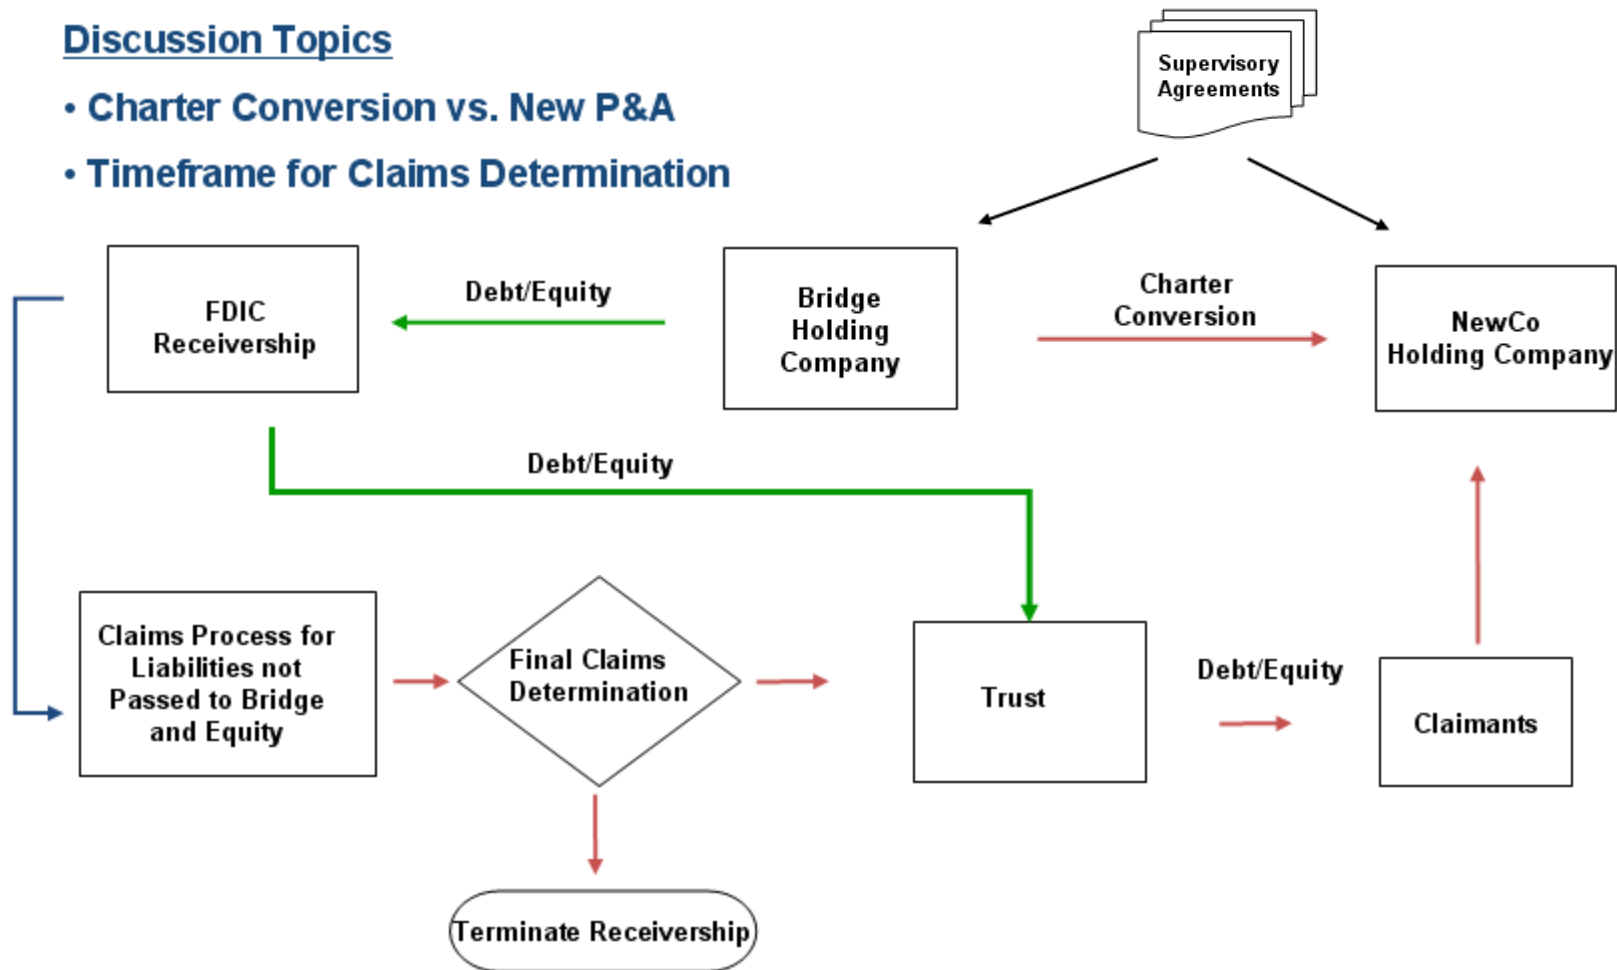 Discussion Topics
• Charter Conversion vs. New P&A
• Timeframe for Claims Determination
Supervisory
Agreements
FDIC
Receivership
Debt/Equity
Bridge
Holding
Company
Charter
Conversion
NewCo
Holding Company
Debt/Equity
Claims Process for
Liabilities not
Passed to Bridge
and Equity
Final Claims
Determination
Trust
Debt/Equity
Claimants
Terminate Receivership